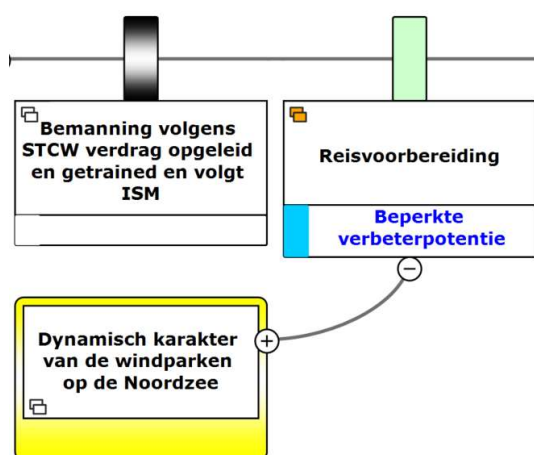 Bemanning volgens
STCW verdrag opgeleid
en getrained en volgt
ISM
Reisvoorbereiding
Beperkte
verbeterpotentie
Dynamisch karakter
van de windparken
op de Noordzee